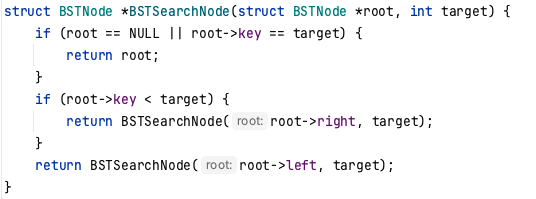 struct BSTNode *BSTSearchNode(struct BSTNode *root, int target) {
    if (root == NULL || root->key == target) {
        return root;
    }
    if (root->key < target) {
        return BSTSearchNode( root: root->right, target);
    }
    return BSTSearchNode( root: root->left, target);
}